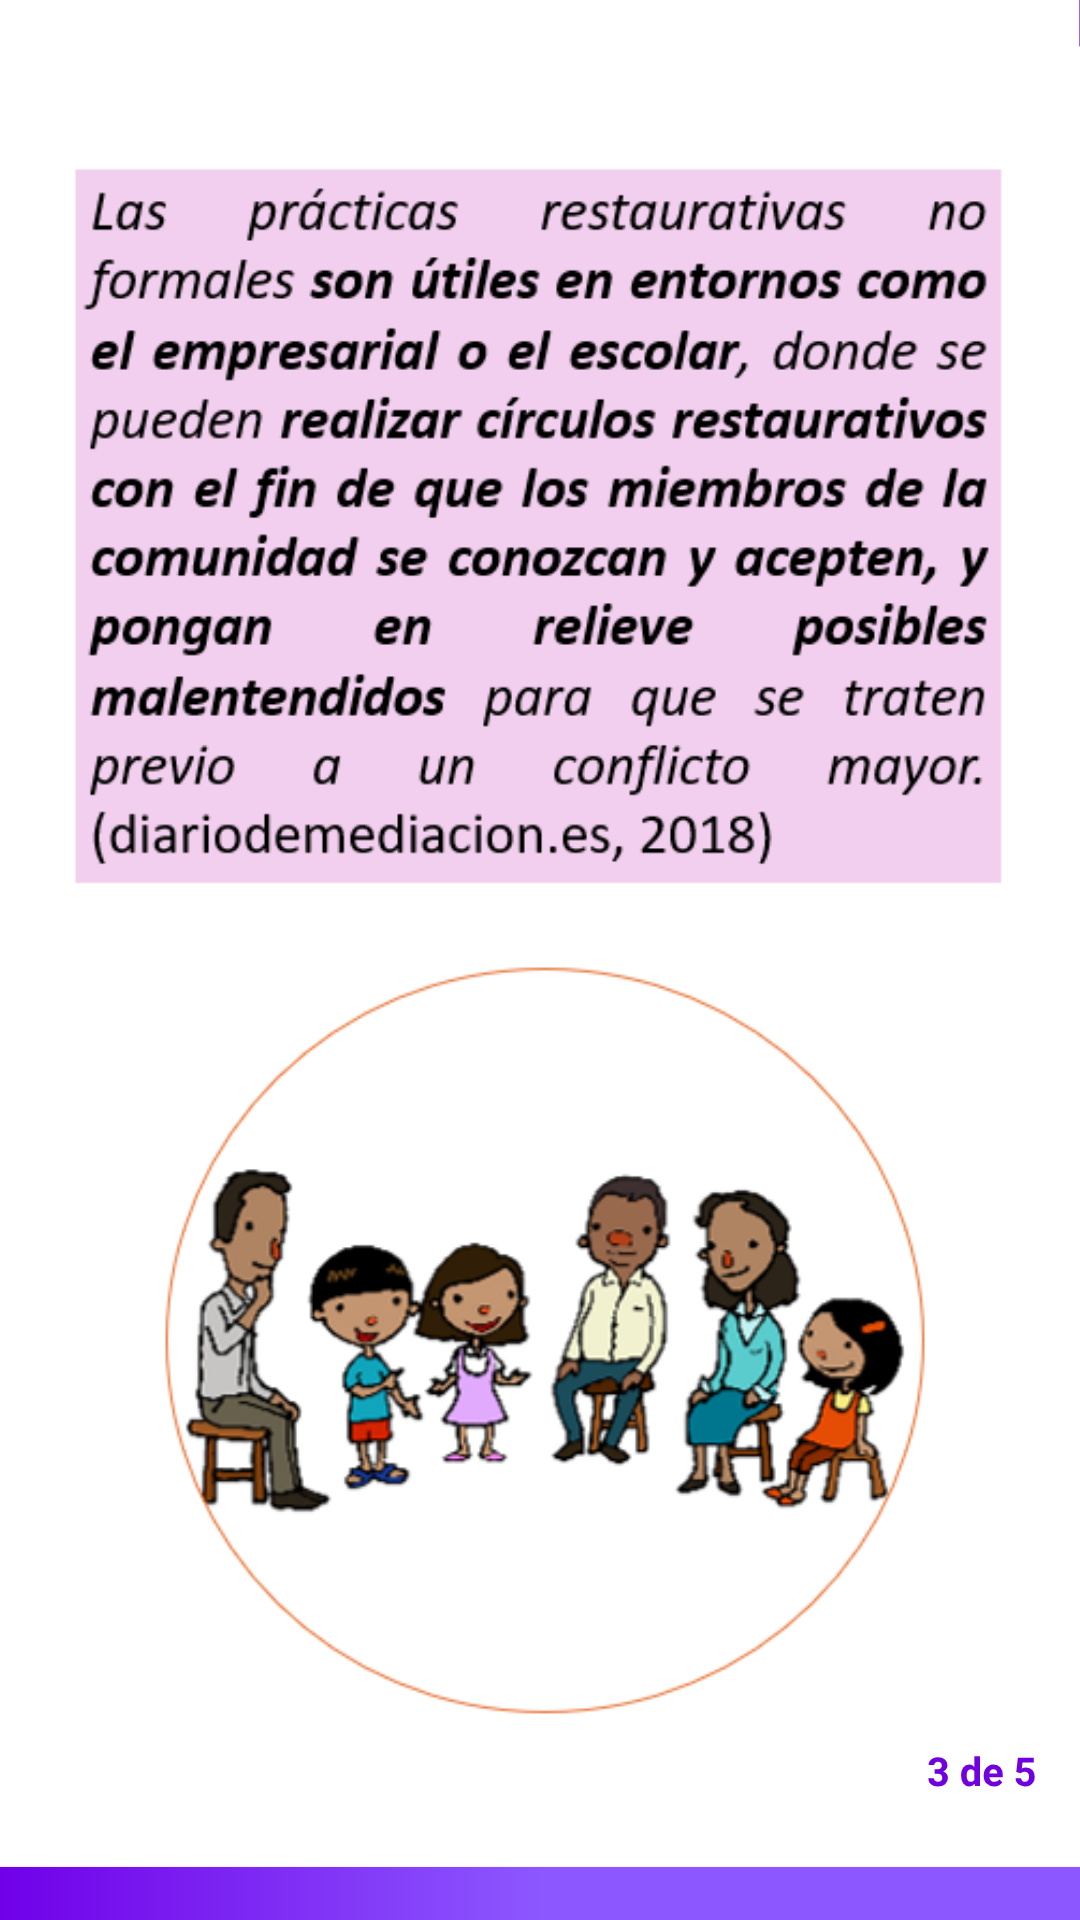 Las prácticas restaurativas no
formales son útiles en entornos como
el empresarial o el escolar, donde se
pueden realizar círculos restaurativos
con el fin de que los miembros de la
comunidad se conozcan y acepten, y
pongan en relieve posibles
malentendidos para que se traten
previo a un conflicto mayor.
(diariodemediacion.es, 2018)
3 de 5